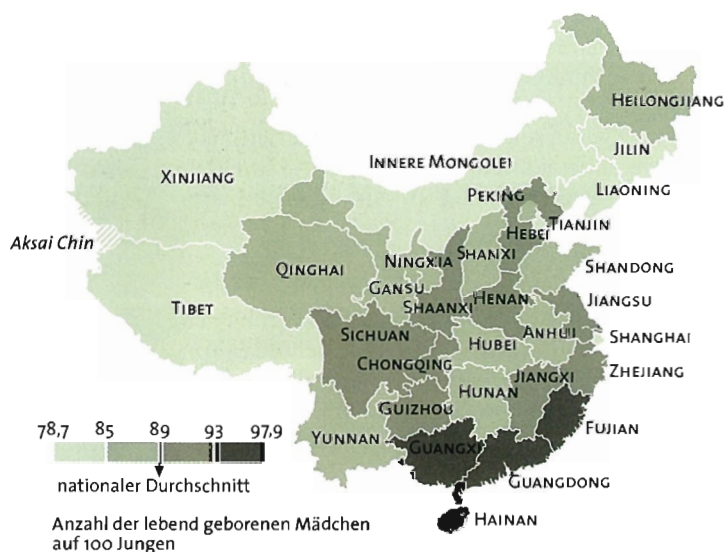 HEILONGJIANG
JILIN
INNERE MONGOLEI
XINJIANG
PEKING
LIAONING
TIANJIN
HEBEI
Aksai Chin
NINGXIA
SHANXI
QINGHAI
SHANDONG
GANSU
HENAN
JIANGSU
TIBET
SHAANXI
SICHUAN
ANHUI
HUBEI
SHANGHAI
CHONGQING
ZHEJIANG
JIANGXI
HUNAN
GUIZHOU
78,7 85 89 93 97,9
FUJIAN
YUNNAN
GUANGXI
nationaler Durchschnitt
GUANGDONG
HAINAN
Anzahl der lebend geborenen Mädchen
auf 100 Jungen